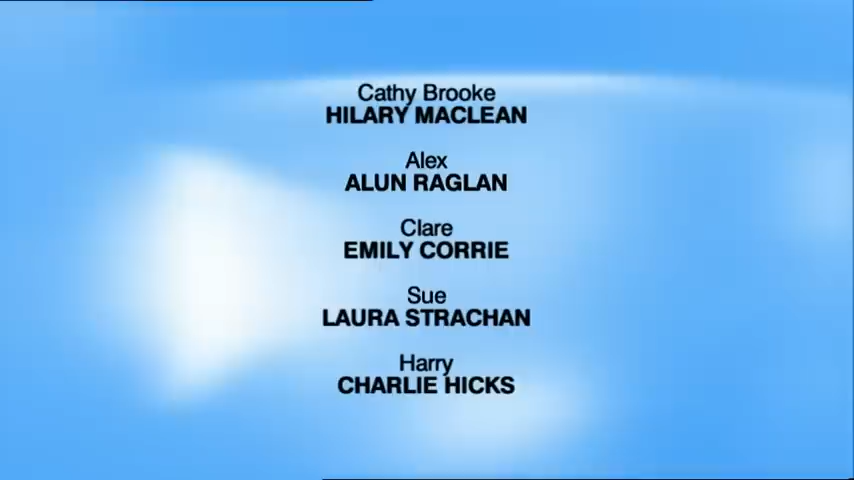 Cathy Brooke
HILARY MACLEAN
Alex
ALUN RAGLAN
Clare
EMILY CORRIE
Sue
LAURA STRACHAN
Harry
CHARLIE HICKS